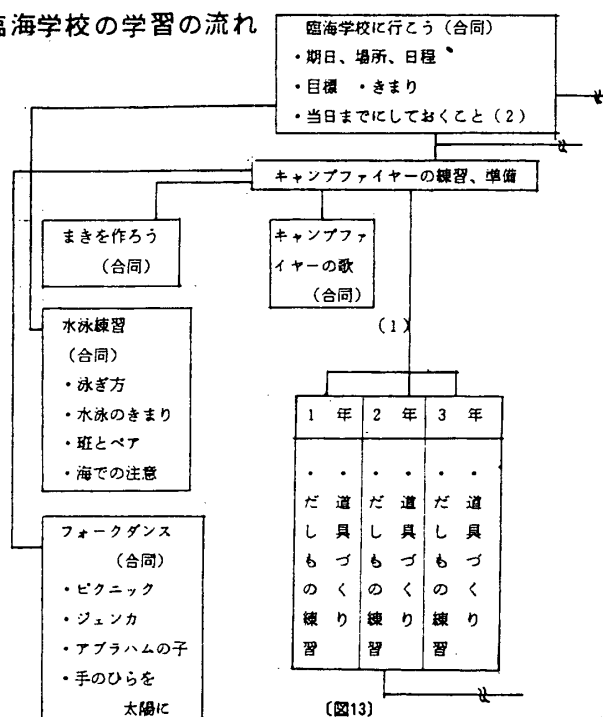 臨海学校の学習の流れ
臨海学校に行こう(合同)
・期日、場所、日程
・目標 ・きまり
・当日までにしておくこと(2)
キャンプファイヤーの練習、準備
まきを作ろう
(合同)
キャンプファ
イヤーの歌
(合同)
水泳練習
(合同)
・泳ぎ方
・水泳のきまり
・班とペア
・海での注意
(1)
1年
・道具づくり
・だしもの練習
2年
・道具づくり
・だしもの練習
3年
・道具づくり
・だしもの練習
フォークダンス
(合同)
・ピクニック
・ジェンカ
・アブラハムの子
・手のひらを
太陽に
〔図13〕